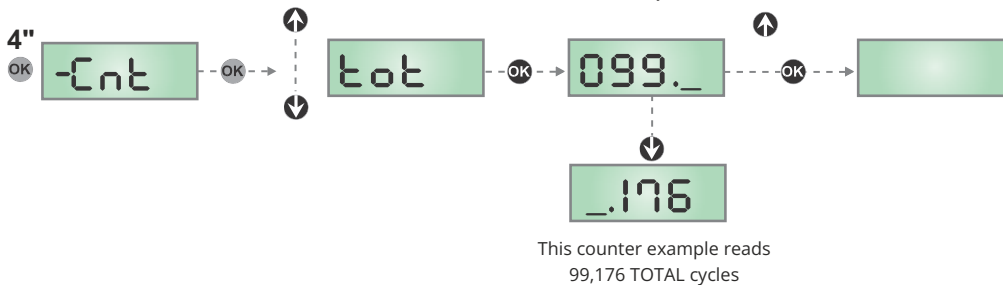 4"
OK -Cnt OK tot OK 099._ OK
_.176
This counter example reads
99,176 TOTAL cycles